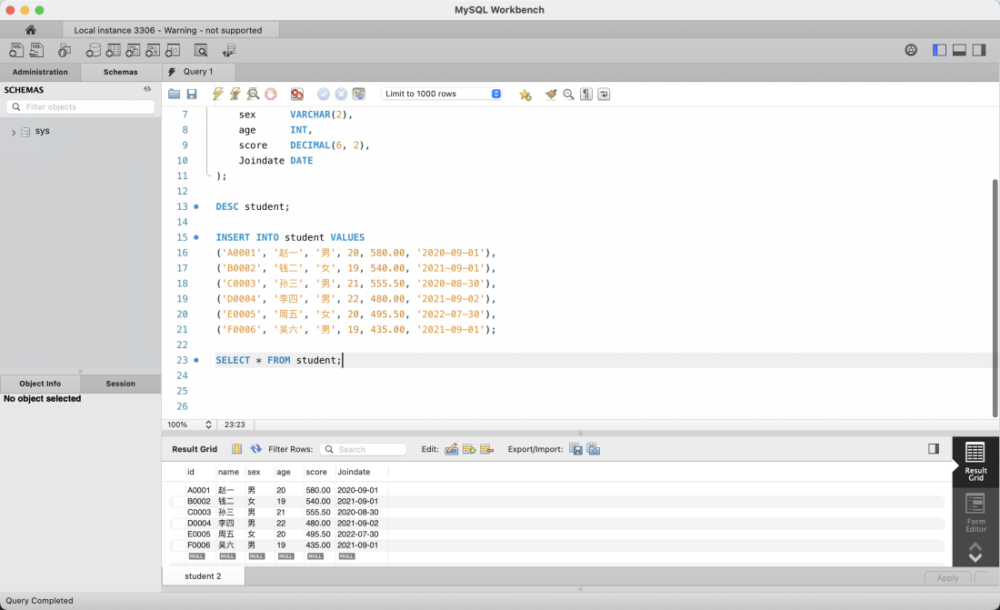 MySQL Workbench
Local instance 3306 - Warning - not supported
Administration Schemas Query 1
SCHEMAS
Filter objects
Limit to 1000 rows
sys
7 sex VARCHAR(2),
8 age INT,
9 score DECIMAL(6, 2),
10 Joindate DATE
11 );
12
13 DESC student;
14
15 INSERT INTO student VALUES
16 ('A0001', '赵一', '男', 20, 580.00, '2020-09-01'),
17 ('B0002', '钱二', '女', 19, 540.00, '2021-09-01'),
18 ('C0003', '孙三', '男', 21, 555.50, '2020-08-30'),
19 ('D0004', '李四', '男', 22, 480.00, '2021-09-02'),
20 ('E0005', '周五', '女', 20, 495.50, '2022-07-30'),
21 ('F0006', '吴六', '男', 19, 435.00, '2021-09-01');
22
23 SELECT * FROM student;
24
25
26
Object Info Session
No object selected
100% 23:23
Result Grid Filter Rows: Search Edit: Export/Import:
id name sex age score Joindate
A0001 赵一 男 20 580.00 2020-09-01
B0002 钱二 女 19 540.00 2021-09-01
C0003 孙三 男 21 555.50 2020-08-30
D0004 李四 男 22 480.00 2021-09-02
E0005 周五 女 20 495.50 2022-07-30
F0006 吴六 男 19 435.00 2021-09-01
NULL NULL NULL NULL NULL NULL
Result
Grid
Form
Editor
student 2
Apply
Query Completed